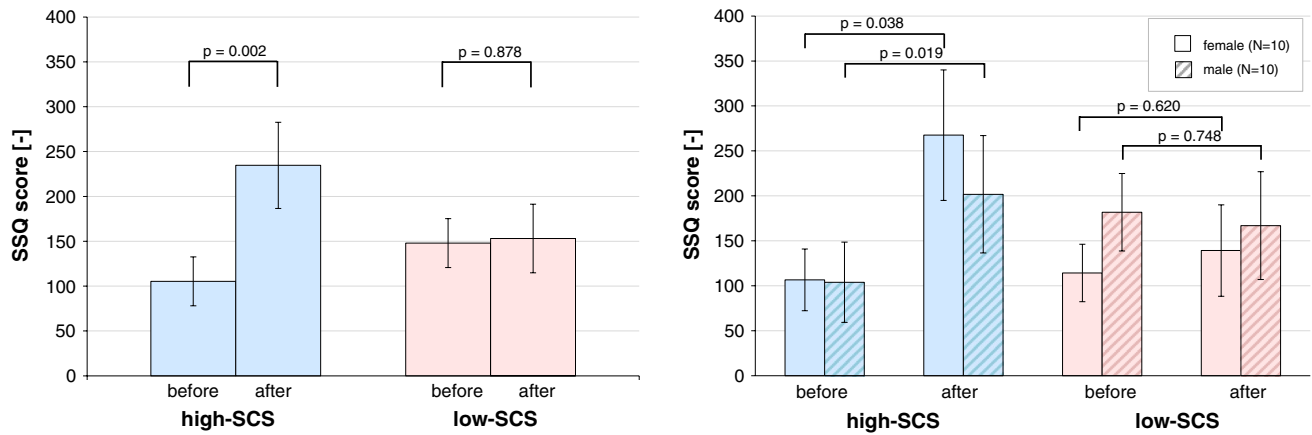 400
350
300
250
200
150
100
50
0
SSQ score [-]
p = 0.002
p = 0.878
before after
before after
high-SCS
low-SCS
400
350
300
250
200
150
100
50
0
SSQ score [-]
p = 0.038
p = 0.019
p = 0.620
p = 0.748
female (N=10)
male (N=10)
before
after
before
after
high-SCS
low-SCS